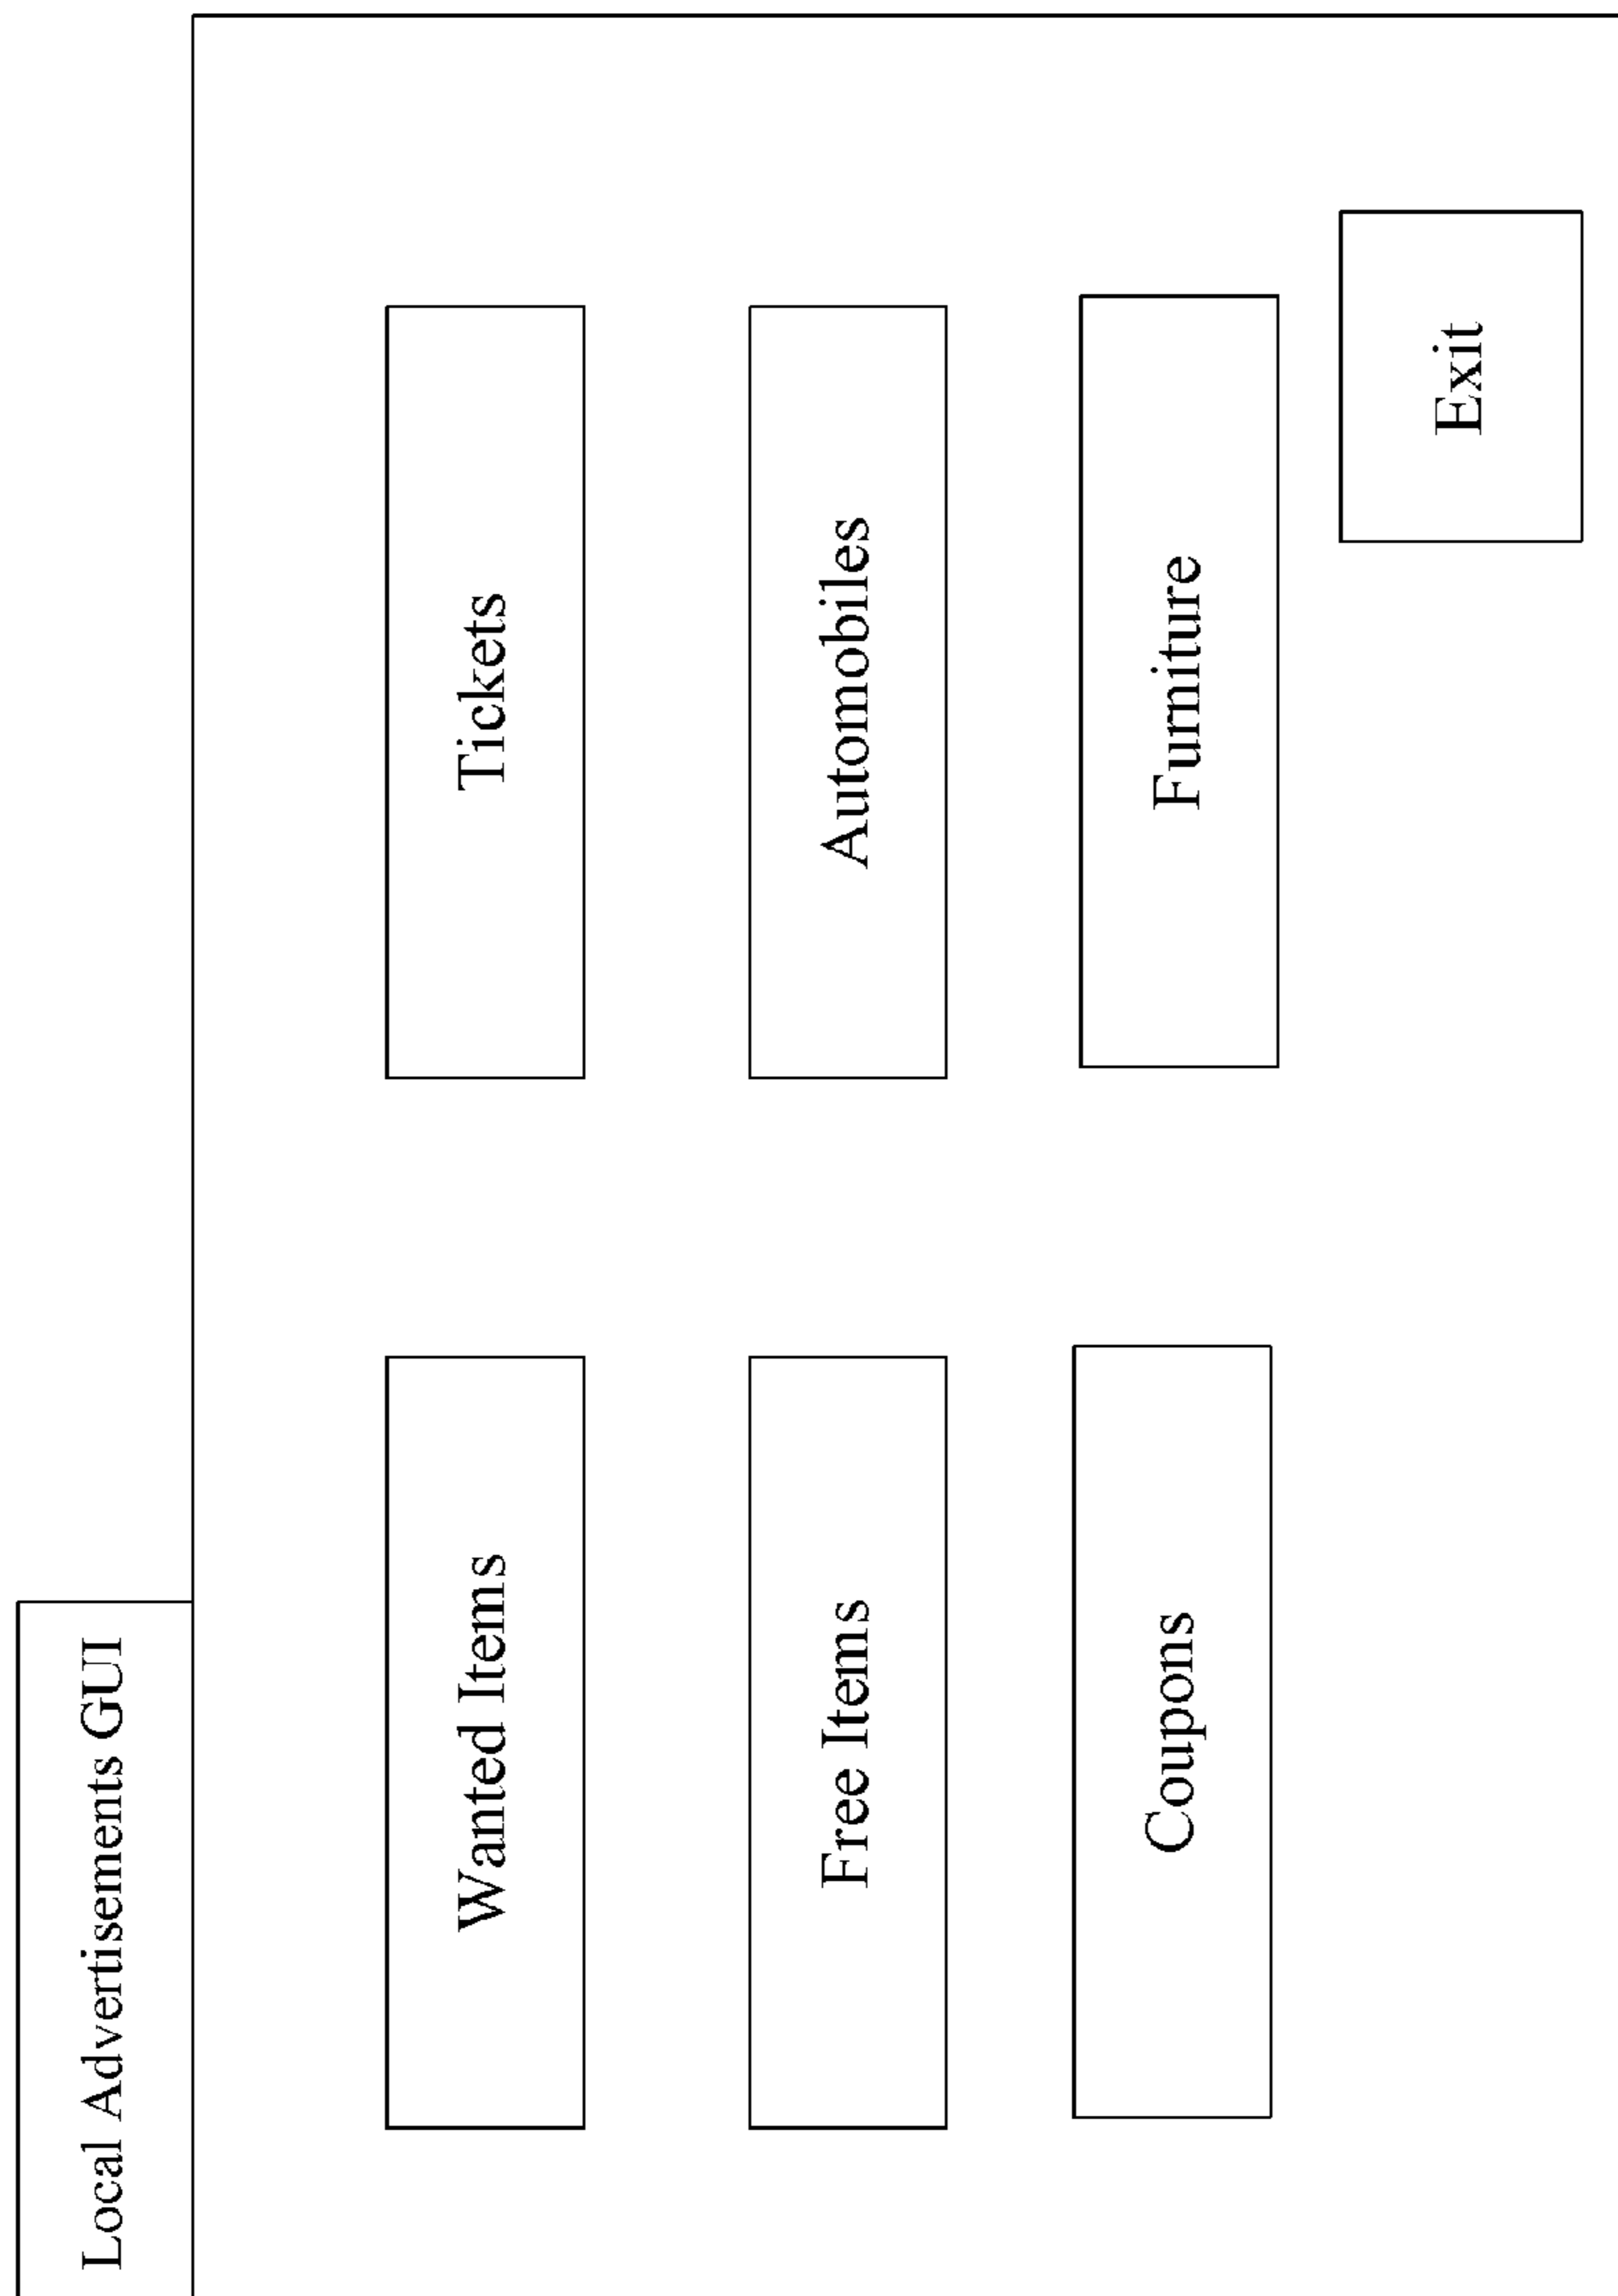 Local Advertisements GUI
Wanted Items
Tickets
Free Items
Automobiles
Coupons
Furniture
Exit